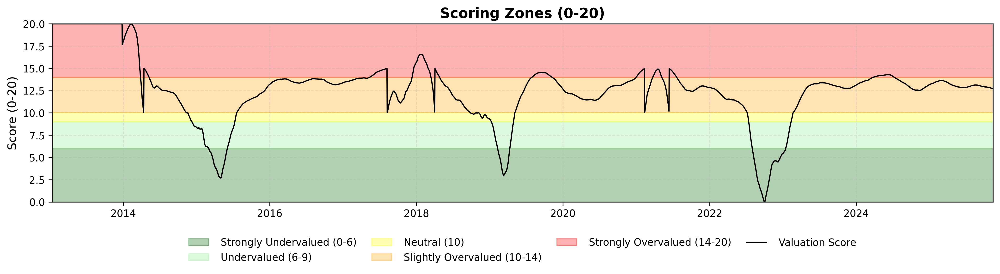 Scoring Zones (0-20)
Score (0-20)
20.0
17.5
15.0
12.5
10.0
7.5
5.0
2.5
0.0
2014 2016 2018 2020 2022 2024
Strongly Undervalued (0-6) Neutral (10) Strongly Overvalued (14-20) Valuation Score
Undervalued (6-9) Slightly Overvalued (10-14)